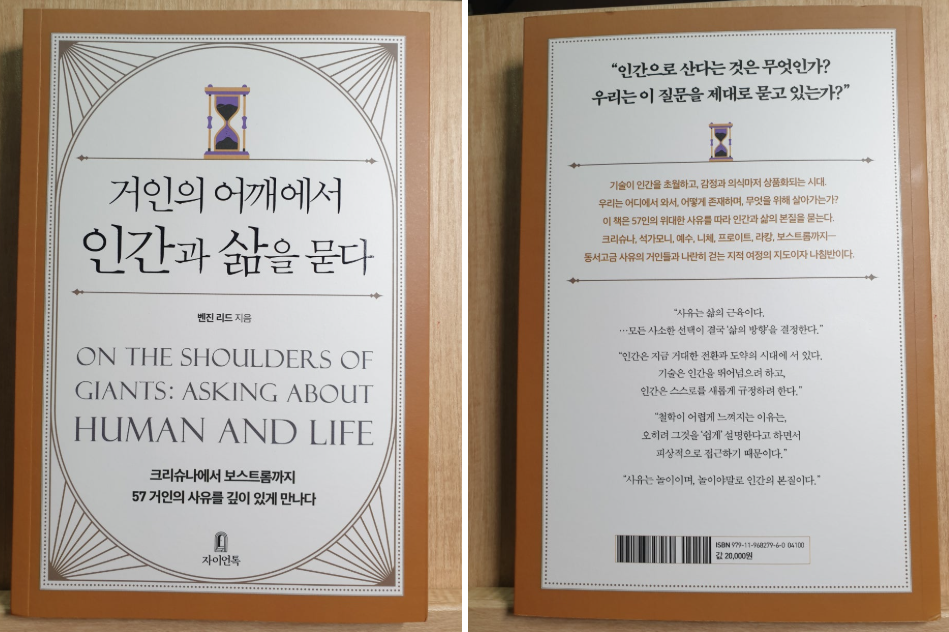 거인의 어깨에서
인간과 삶을 묻다
벤진 리드 지음
ON THE SHOULDERS OF
GIANTS: ASKING ABOUT
HUMAN AND LIFE
크리슈나에서 보스트롬까지
57 거인의 사유를 깊이 있게 만나다
자이언톡
“인간으로 산다는 것은 무엇인가?
우리는 이 질문을 제대로 묻고 있는가?”
기술이 인간을 초월하고, 감정과 의식마저 상품화되는 시대.
우리는 어디에서 와서, 어떻게 존재하며, 무엇을 위해 살아가는가?
이 책은 57인의 위대한 사유를 따라 인간과 삶의 본질을 묻는다.
크리슈나, 석가모니, 예수, 니체, 프로이트, 라캉, 보스트롬까지—
동서고금 사유의 거인들과 나란히 걷는 지적 여정의 지도이자 나침반이다.
“사유는 삶의 근육이다.
…모든 사소한 선택이 결국 ‘삶의 방향’을 결정한다.”
“인간은 지금 거대한 전환과 도약의 시대에 서 있다.
기술은 인간을 뛰어넘으려 하고,
인간은 스스로를 새롭게 규정하려 한다.”
“철학이 어렵게 느껴지는 이유는,
오히려 그것을 ‘쉽게’ 설명한다고 하면서
피상적으로 접근하기 때문이다.”
“사유는 놀이이며, 놀이야말로 인간의 본질이다.”
ISBN 979-11-968279-6-0 04100
값 20,000원